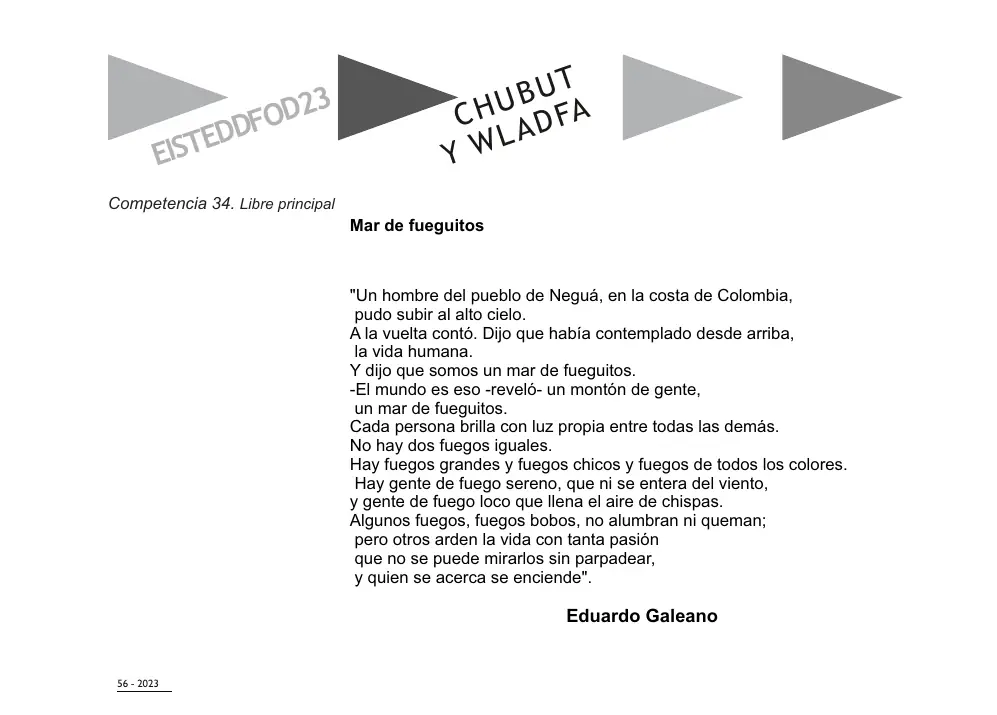 EISTEDDFOD23
CHUBUT
Y WLADFA
Competencia 34. Libre principal
Mar de fueguitos
"Un hombre del pueblo de Neguá, en la costa de Colombia,
pudo subir al alto cielo.
A la vuelta contó. Dijo que había contemplado desde arriba,
la vida humana.
Y dijo que somos un mar de fueguitos.
-El mundo es eso -reveló- un montón de gente,
un mar de fueguitos.
Cada persona brilla con luz propia entre todas las demás.
No hay dos fuegos iguales.
Hay fuegos grandes y fuegos chicos y fuegos de todos los colores.
Hay gente de fuego sereno, que ni se entera del viento,
y gente de fuego loco que llena el aire de chispas.
Algunos fuegos, fuegos bobos, no alumbran ni queman;
pero otros arden la vida con tanta pasión
que no se puede mirarlos sin parpadear,
y quien se acerca se enciende".
Eduardo Galeano
56 - 2023